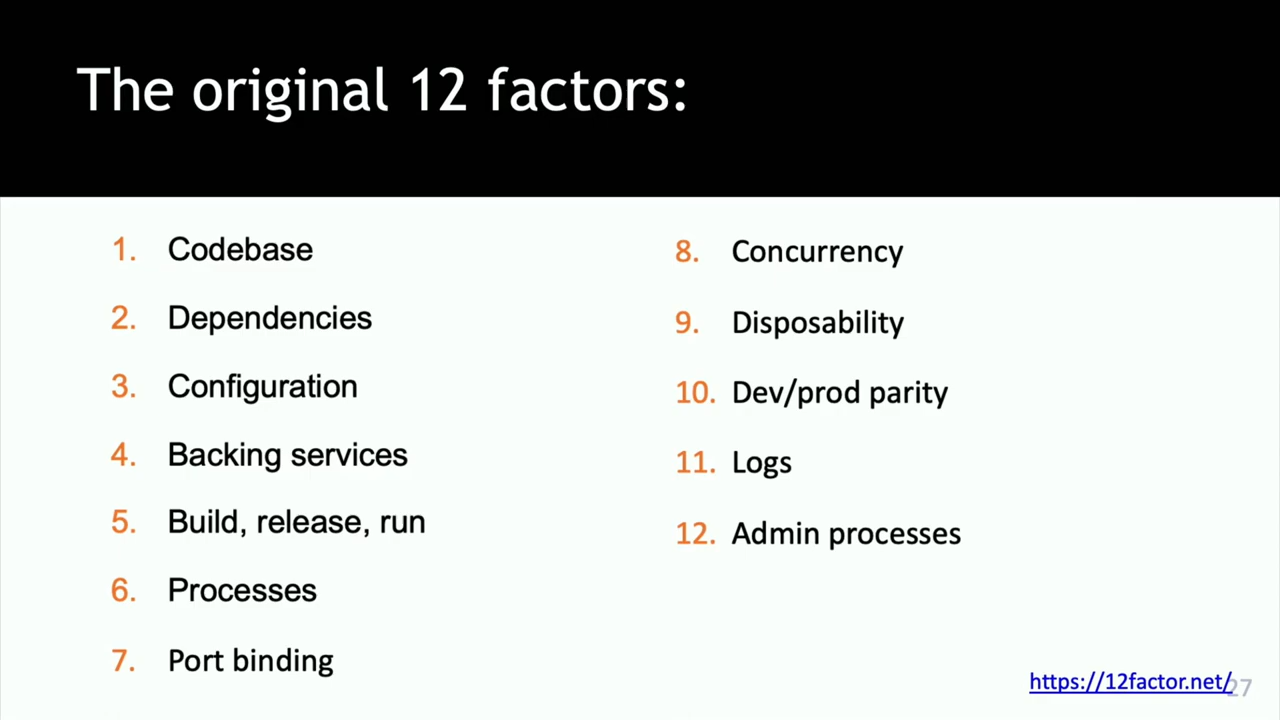 The original 12 factors:
1. Codebase
2. Dependencies
3. Configuration
4. Backing services
5. Build, release, run
6. Processes
7. Port binding
8. Concurrency
9. Disposability
10. Dev/prod parity
11. Logs
12. Admin processes
https://12factor.net/
27